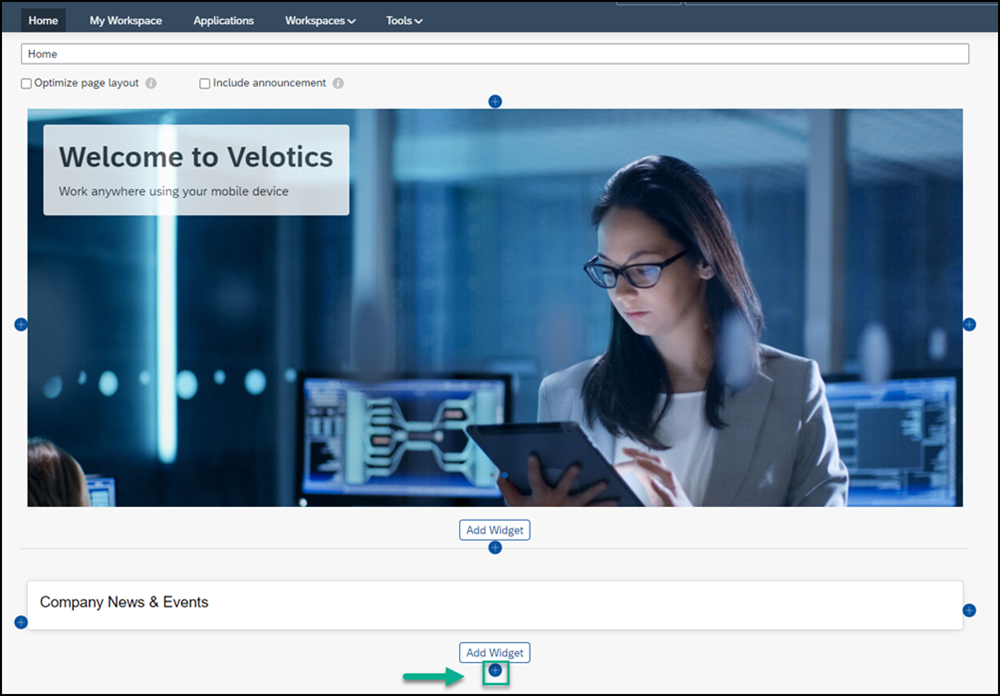 Home My Workspace Applications Workspaces Tools
Home
Optimize page layout Include announcement
Welcome to Velotics
Work anywhere using your mobile device
Add Widget
Company News & Events
Add Widget